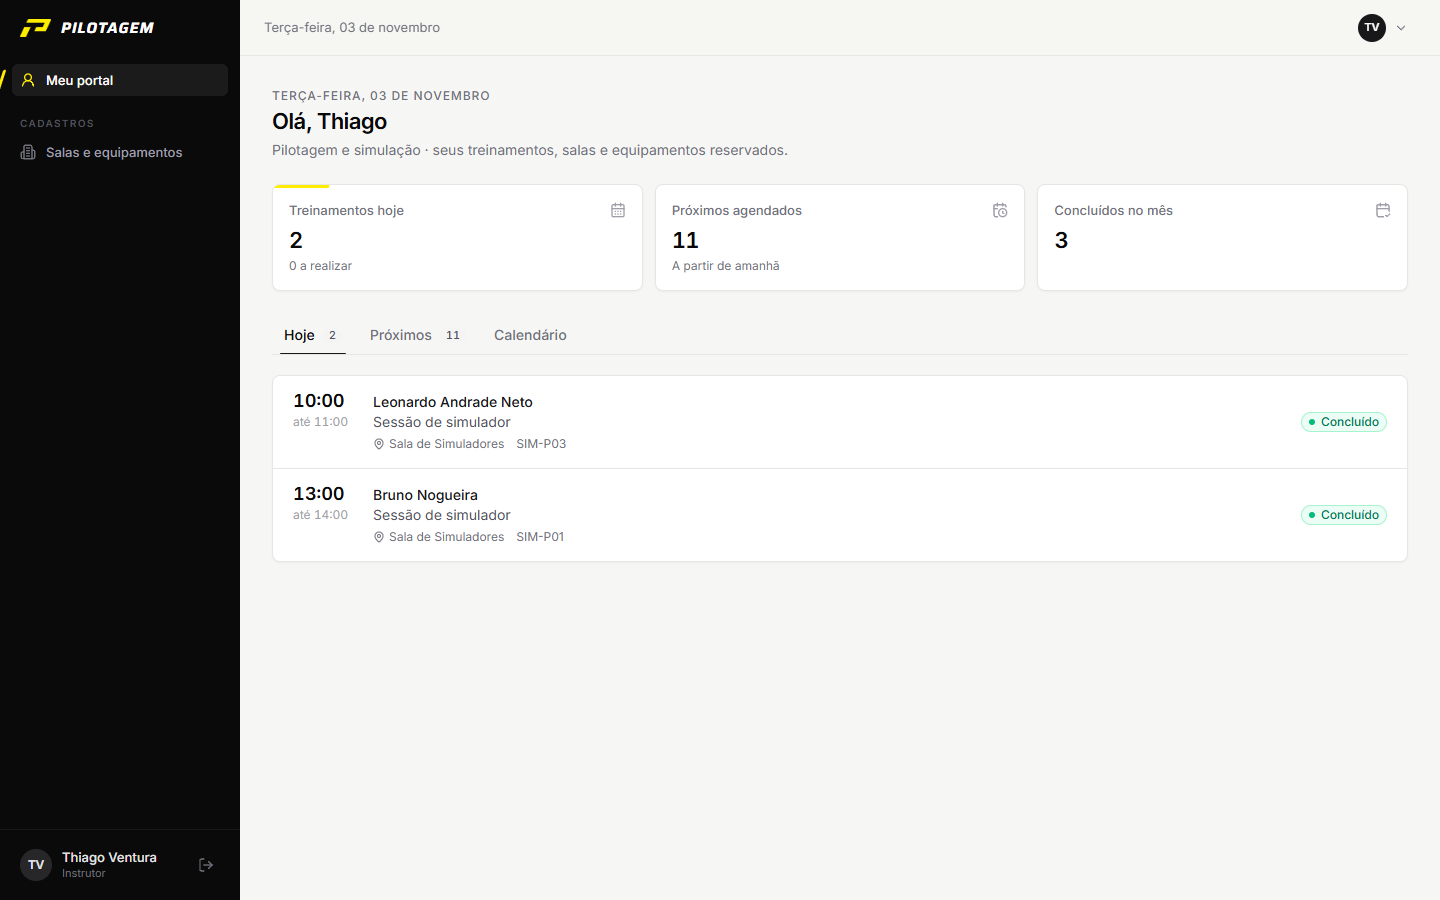 PILOTAGEM
Meu portal
CADASTROS
Salas e equipamentos
Thiago Ventura
TV
Instrutor
Terça-feira, 03 de novembro
TV
TERÇA-FEIRA, 03 DE NOVEMBRO
Olá, Thiago
Pilotagem e simulação · seus treinamentos, salas e equipamentos reservados.
Treinamentos hoje
2
0 a realizar
Próximos agendados
11
A partir de amanhã
Concluídos no mês
3
Hoje 2 Próximos 11 Calendário
10:00
até 11:00
Leonardo Andrade Neto
Sessão de simulador
Sala de Simuladores SIM-P03
Concluído
13:00
até 14:00
Bruno Nogueira
Sessão de simulador
Sala de Simuladores SIM-P01
Concluído